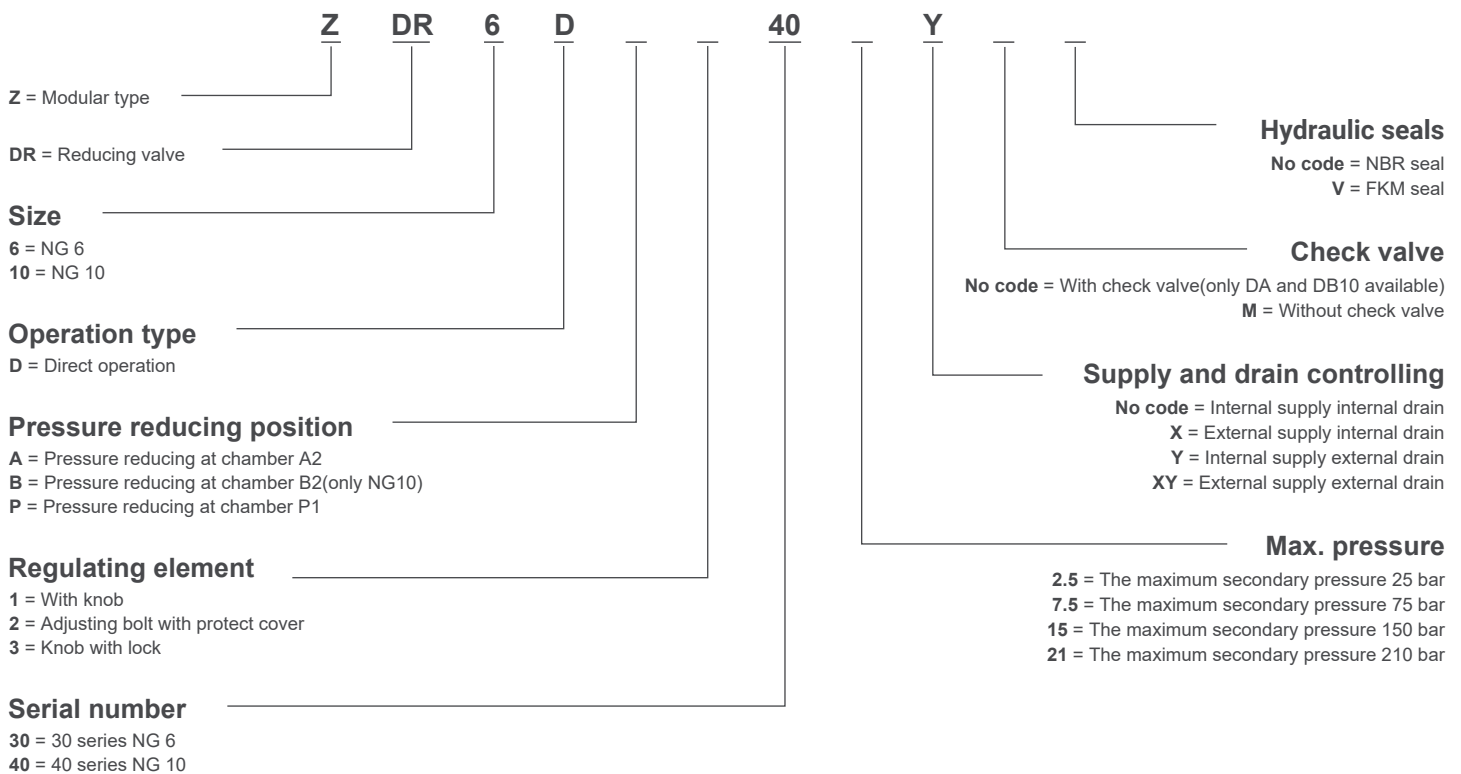 Z DR 6 D _ _ 40 _ Y _ _
Z = Modular type
DR = Reducing valve
Size
6 = NG 6
10 = NG 10
Operation type
D = Direct operation
Pressure reducing position
A = Pressure reducing at chamber A2
B = Pressure reducing at chamber B2(only NG10)
P = Pressure reducing at chamber P1
Regulating element
1 = With knob
2 = Adjusting bolt with protect cover
3 = Knob with lock
Serial number
30 = 30 series NG 6
40 = 40 series NG 10
Hydraulic seals
No code = NBR seal
V = FKM seal
Check valve
No code = With check valve(only DA and DB10 available)
M = Without check valve
Supply and drain controlling
No code = Internal supply internal drain
X = External supply internal drain
Y = Internal supply external drain
XY = External supply external drain
Max. pressure
2.5 = The maximum secondary pressure 25 bar
7.5 = The maximum secondary pressure 75 bar
15 = The maximum secondary pressure 150 bar
21 = The maximum secondary pressure 210 bar